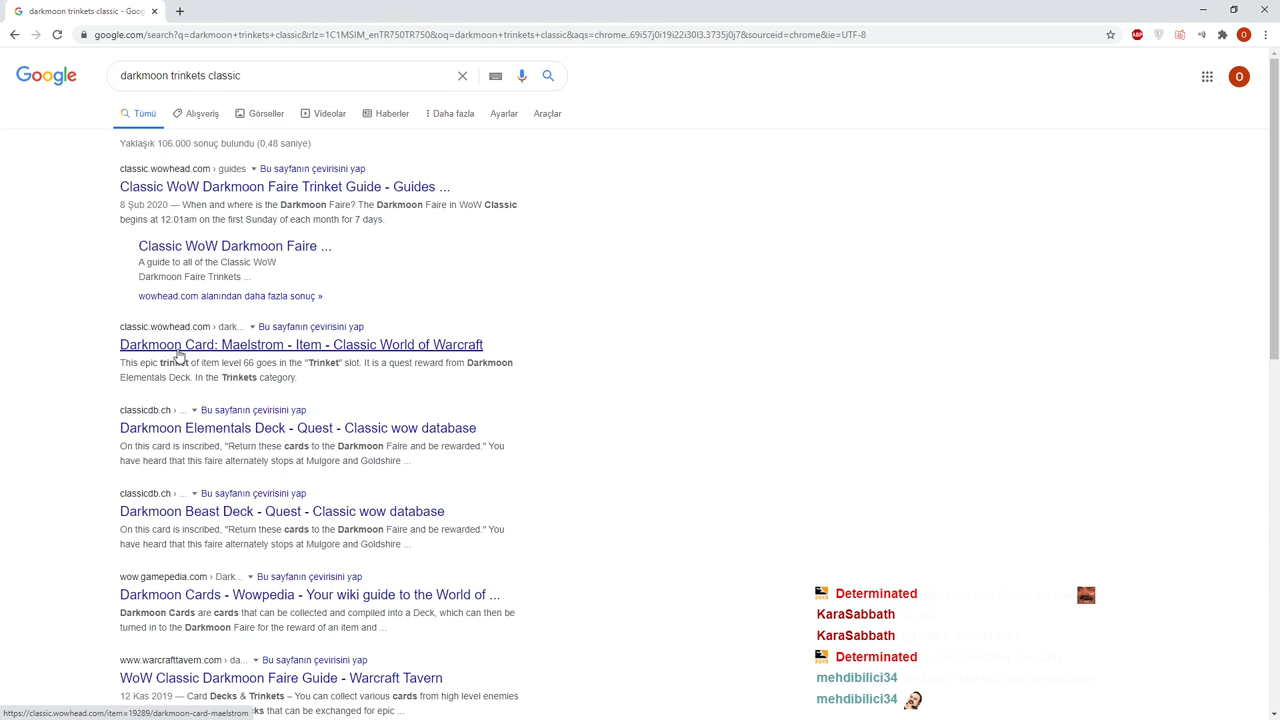 darkmoon trinkets classic - Goog
google.com/search?q=darkmoon+trinkets+classic&rlz=1C1MSIM_enTR750TR750&oq=darkmoon+trinkets+classic&aqs=chrome..69i57j0i19i22i30l3.3735j0j7&sourceid=chrome&ie=UTF-8
Google
darkmoon trinkets classic
Tümü Alışveriş Görseller Videolar Haberler Daha fazla Ayarlar Araçlar
Yaklaşık 106.000 sonuç bulundu (0,48 saniye)
classic.wowhead.com › guides Bu sayfanın çevirisini yap
Classic WoW Darkmoon Faire Trinket Guide - Guides ...
8 Şub 2020 — When and where is the Darkmoon Faire? The Darkmoon Faire in WoW Classic
begins at 12:01am on the first Sunday of each month for 7 days.
Classic WoW Darkmoon Faire ...
A guide to all of the Classic WoW
Darkmoon Faire Trinkets ...
wowhead.com alanından daha fazla sonuç »
classic.wowhead.com › dark... Bu sayfanın çevirisini yap
Darkmoon Card: Maelstrom - Item - Classic World of Warcraft
This epic trinket of item level 66 goes in the "Trinket" slot. It is a quest reward from Darkmoon
Elementals Deck. In the Trinkets category.
classicdb.ch › ... Bu sayfanın çevirisini yap
Darkmoon Elementals Deck - Quest - Classic wow database
On this card is inscribed, "Return these cards to the Darkmoon Faire and be rewarded." You
have heard that this faire alternately stops at Mulgore and Goldshire ...
classicdb.ch › ... Bu sayfanın çevirisini yap
Darkmoon Beast Deck - Quest - Classic wow database
On this card is inscribed, "Return these cards to the Darkmoon Faire and be rewarded." You
have heard that this faire alternately stops at Mulgore and Goldshire ...
wow.gamepedia.com › Dark... Bu sayfanın çevirisini yap
Darkmoon Cards - Wowpedia - Your wiki guide to the World of ...
Darkmoon Cards are cards that can be collected and compiled into a Deck, which can then be
turned in to the Darkmoon Faire for the reward of an item and ...
www.warcrafttavern.com › da... Bu sayfanın çevirisini yap
WoW Classic Darkmoon Faire Guide - Warcraft Tavern
12 Kas 2019 — Card Decks & Trinkets – You can collect various cards from high level enemies
ks that can be exchanged for epic ...
https://classic.wowhead.com/item=19289/darkmoon-card-maelstrom
Determinated
KaraSabbath
KaraSabbath
Determinated
mehdibilici34
mehdibilici34
O
O
ABP